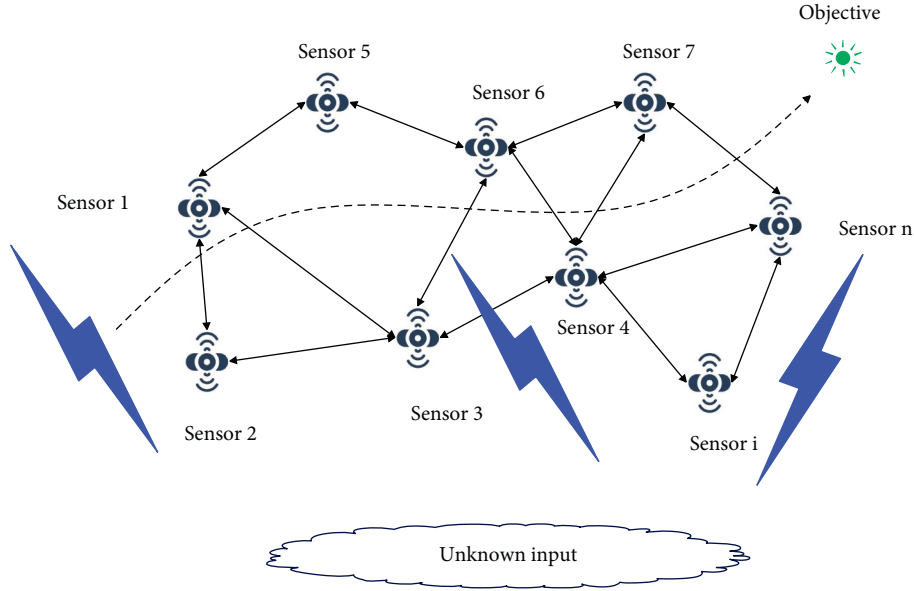 Objective
Sensor 5
Sensor 7
Sensor 6
Sensor 1
Sensor n
Sensor 4
Sensor 3
Sensor 2
Sensor i
Unknown input